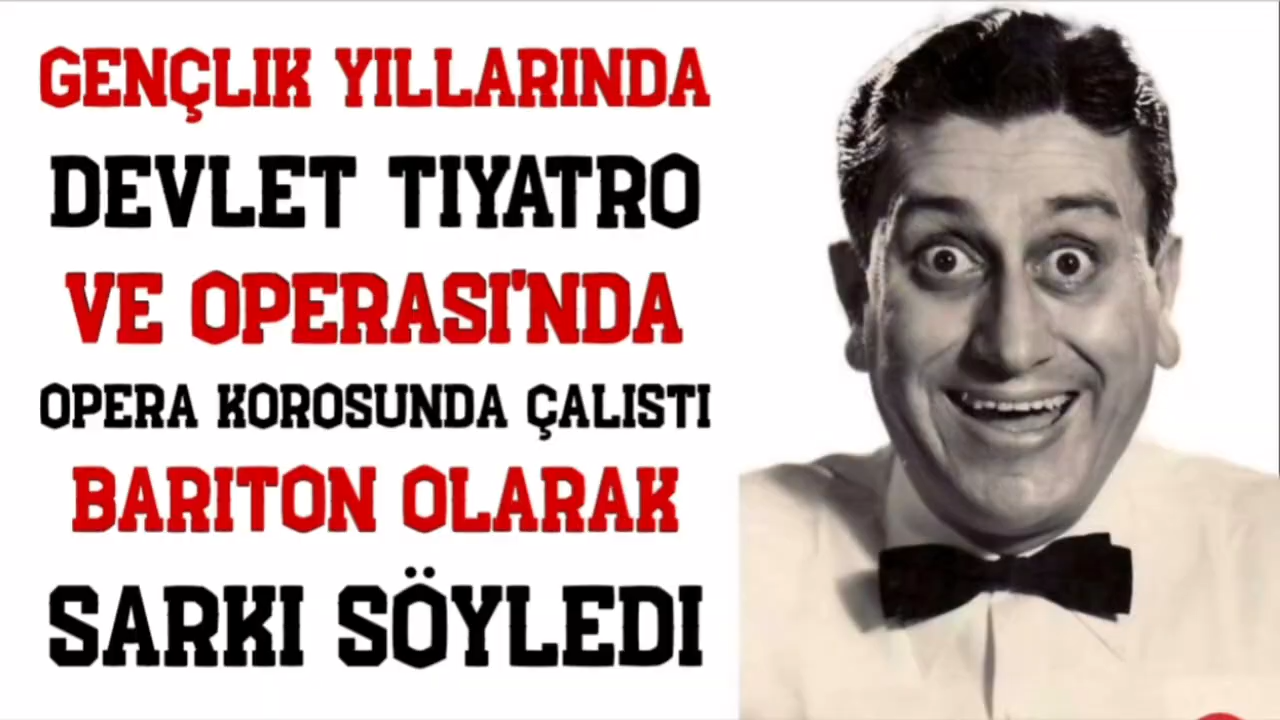 GENÇLIK YILLARINDA
DEVLET TIYATRO
VE OPERASI'NDA
OPERA KOROSUNDA ÇALISTI
BARITON OLARAK
SARKI SÖYLEDI